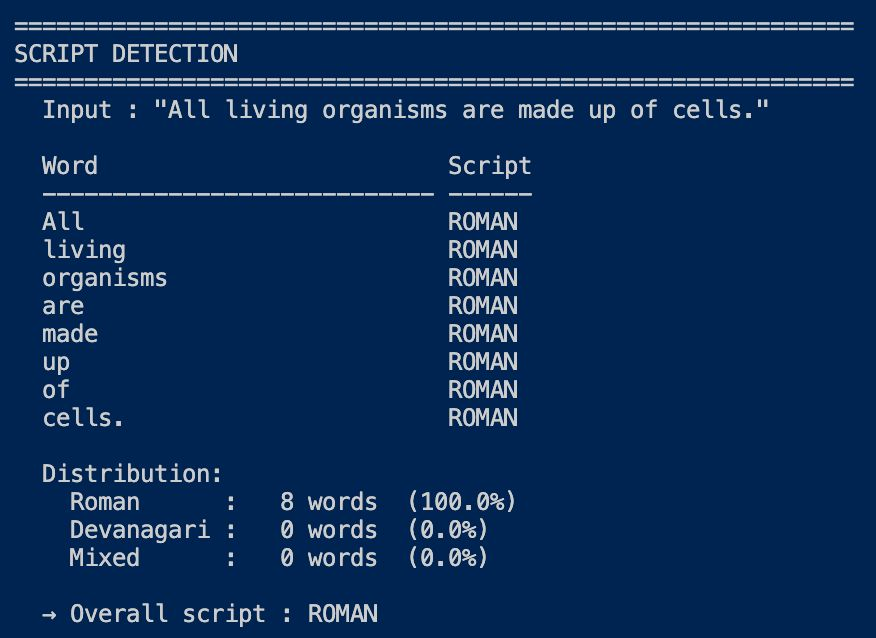 ============================================================
SCRIPT DETECTION
============================================================
Input : "All living organisms are made up of cells."
Word Script
---------------------------- ------
All ROMAN
living ROMAN
organisms ROMAN
are ROMAN
made ROMAN
up ROMAN
of ROMAN
cells. ROMAN
Distribution:
Roman : 8 words (100.0%)
Devanagari : 0 words (0.0%)
Mixed : 0 words (0.0%)
→ Overall script : ROMAN